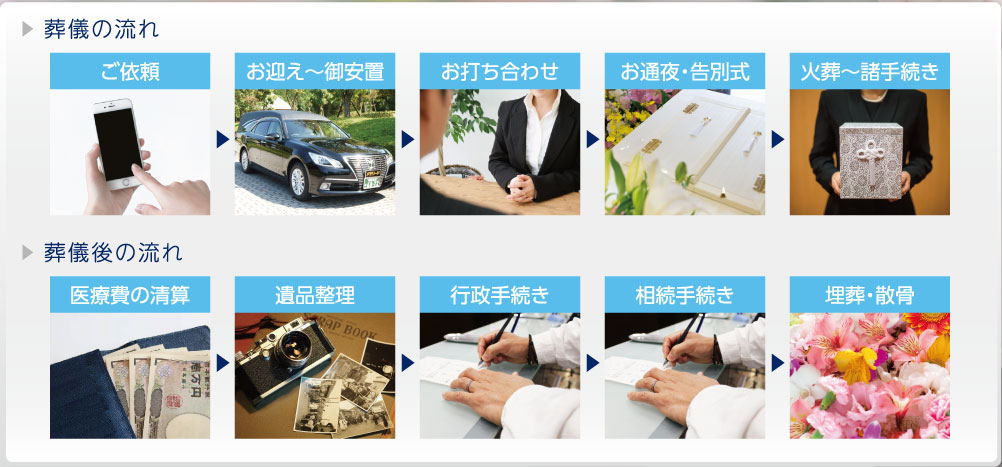 葬儀の流れ
ご依頼
お迎え～御安置
お打ち合わせ
お通夜・告別式
火葬～諸手続き
葬儀後の流れ
医療費の清算
遺品整理
行政手続き
相続手続き
埋葬・散骨
壱万円